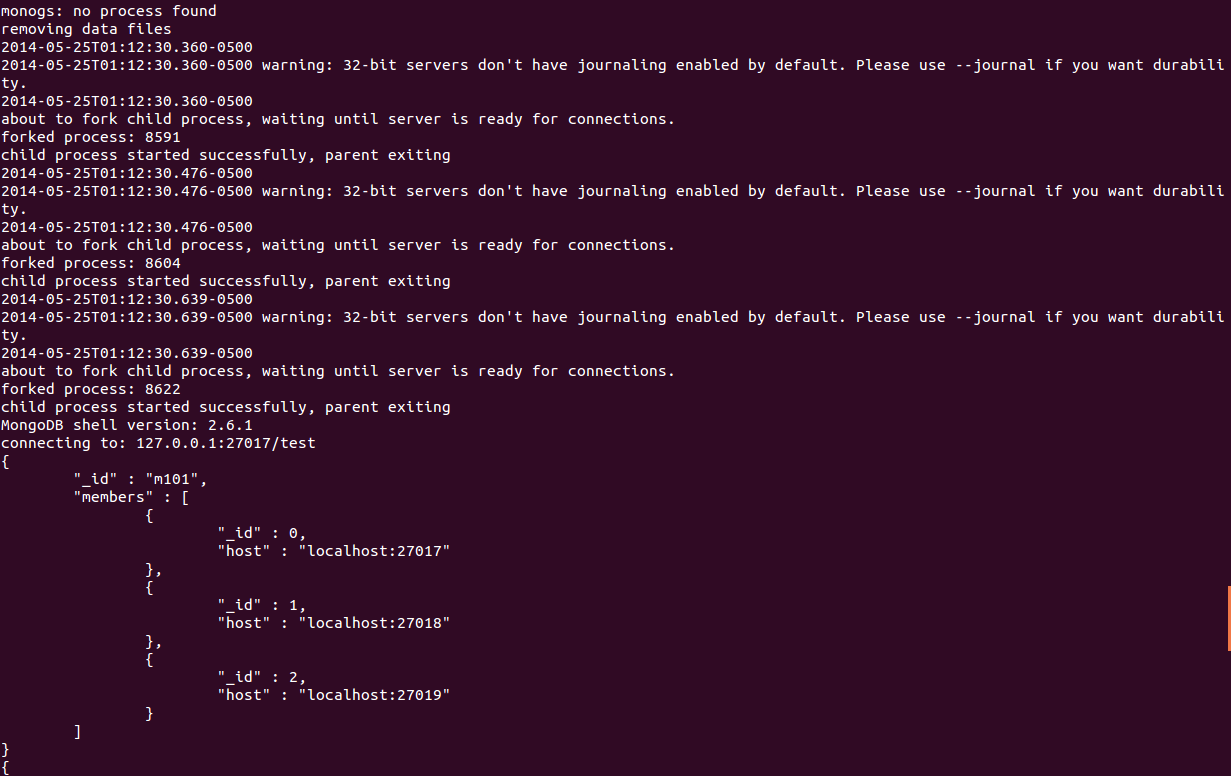 monogs: no process found
removing data files
2014-05-25T01:12:30.360-0500
2014-05-25T01:12:30.360-0500 warning: 32-bit servers don't have journaling enabled by default. Please use --journal if you want durabili
ty.
2014-05-25T01:12:30.360-0500
about to fork child process, waiting until server is ready for connections.
forked process: 8591
child process started successfully, parent exiting
2014-05-25T01:12:30.476-0500
2014-05-25T01:12:30.476-0500 warning: 32-bit servers don't have journaling enabled by default. Please use --journal if you want durabili
ty.
2014-05-25T01:12:30.476-0500
about to fork child process, waiting until server is ready for connections.
forked process: 8604
child process started successfully, parent exiting
2014-05-25T01:12:30.639-0500
2014-05-25T01:12:30.639-0500 warning: 32-bit servers don't have journaling enabled by default. Please use --journal if you want durabili
ty.
2014-05-25T01:12:30.639-0500
about to fork child process, waiting until server is ready for connections.
forked process: 8622
child process started successfully, parent exiting
MongoDB shell version: 2.6.1
connecting to: 127.0.0.1:27017/test
{
        "_id" : "m101",
        "members" : [
                {
                        "_id" : 0,
                        "host" : "localhost:27017"
                },
                {
                        "_id" : 1,
                        "host" : "localhost:27018"
                },
                {
                        "_id" : 2,
                        "host" : "localhost:27019"
                }
        ]
}
{